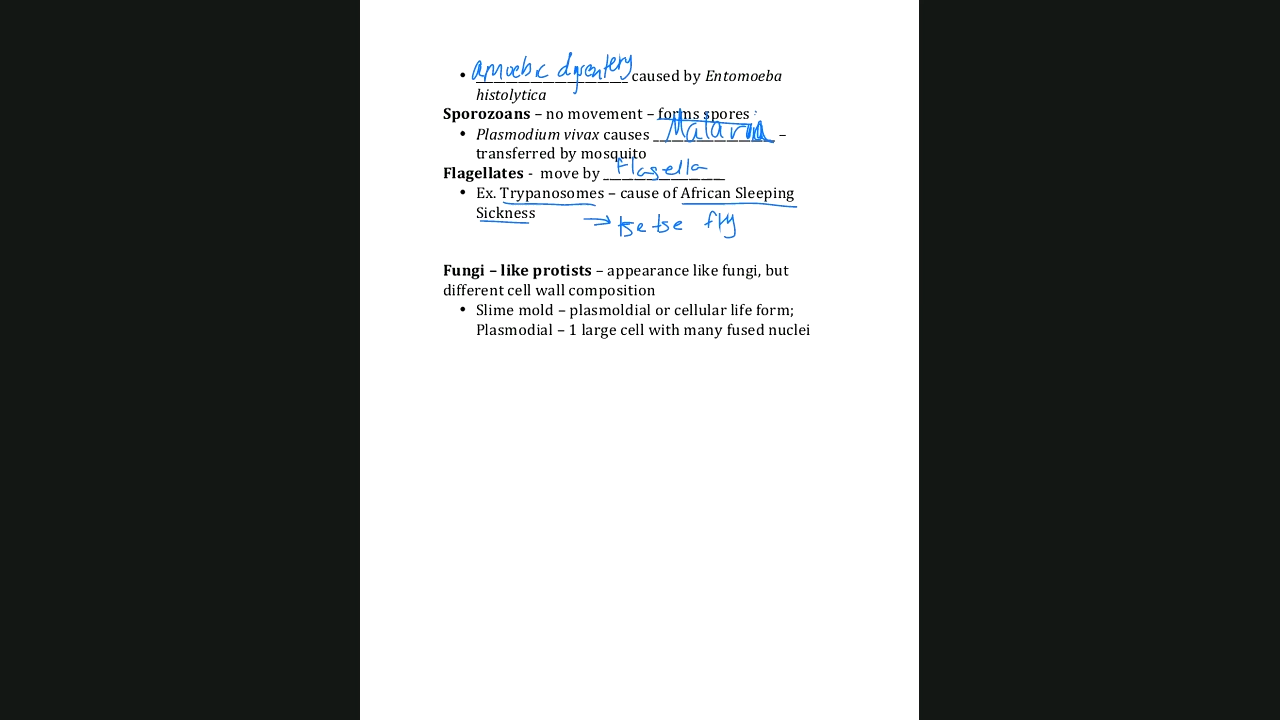 • amoebic dysentery caused by Entomoeba
histolytica
Sporozoans – no movement – forms spores
• Plasmodium vivax causes Malaria –
transferred by mosquito
Flagellates - move by Flagella
• Ex. Trypanosomes – cause of African Sleeping
Sickness
→ tse tse fly
Fungi – like protists – appearance like fungi, but
different cell wall composition
• Slime mold – plasmoldial or cellular life form;
Plasmodial – 1 large cell with many fused nuclei